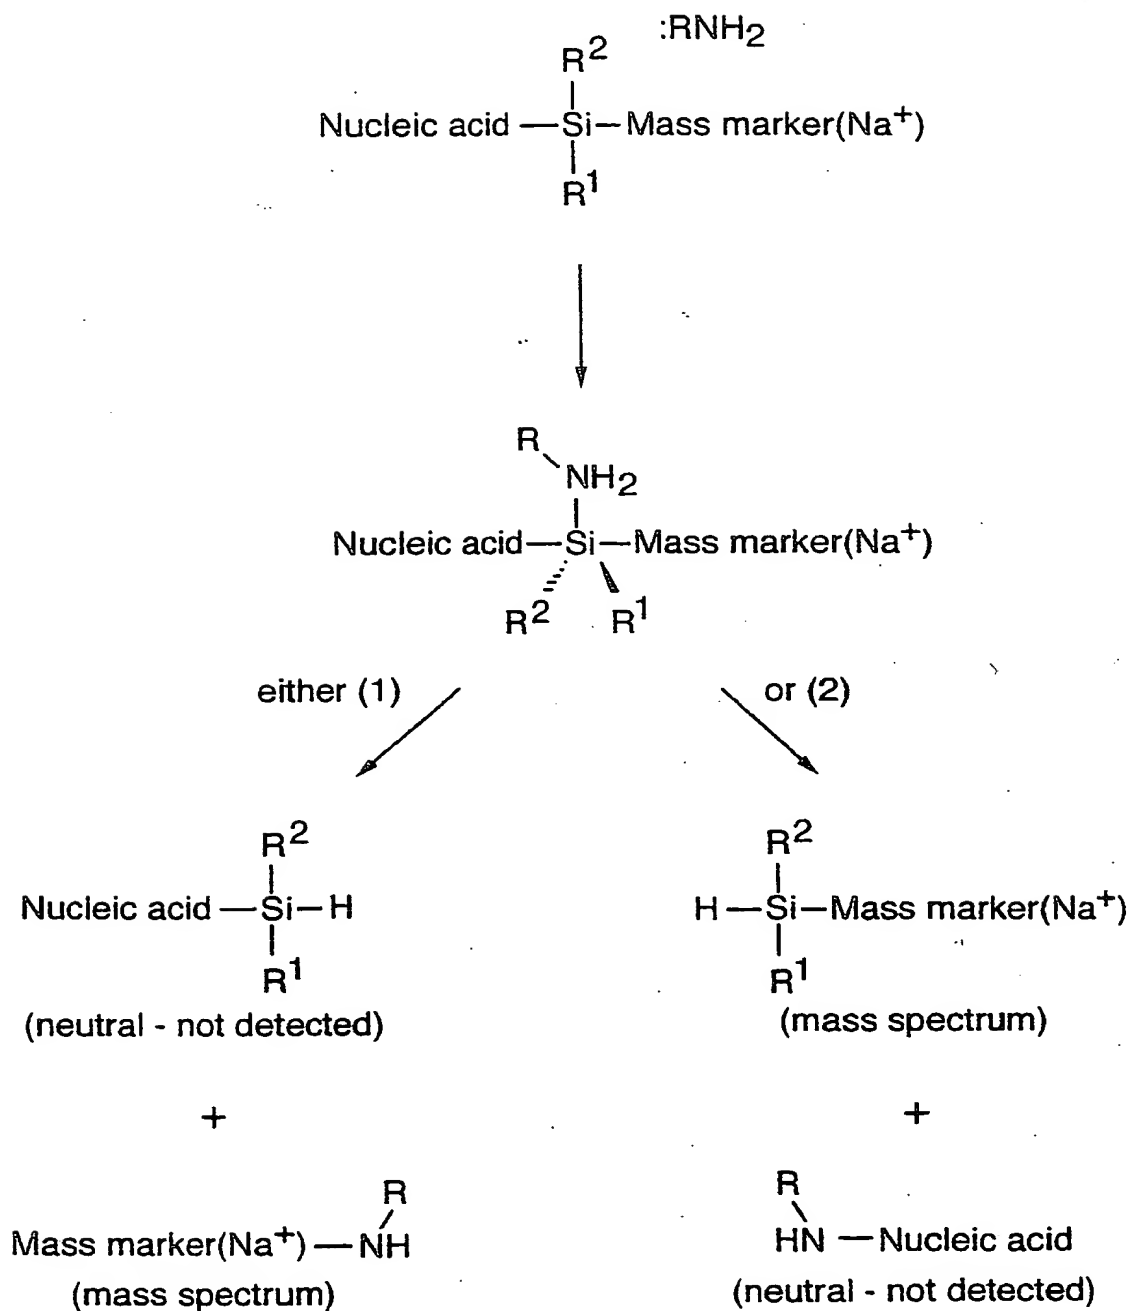 :RNH2
R2
Nucleic acid—Si—Mass marker(Na+)
R1
R
NH2
Nucleic acid—Si—Mass marker(Na+)
R2 R1
either (1) or (2)
R2
Nucleic acid—Si—H
R1
(neutral - not detected)
+
R
Mass marker(Na+)—NH
(mass spectrum)
R2
H—Si—Mass marker(Na+)
R1
(mass spectrum)
+
R
HN—Nucleic acid
(neutral - not detected)